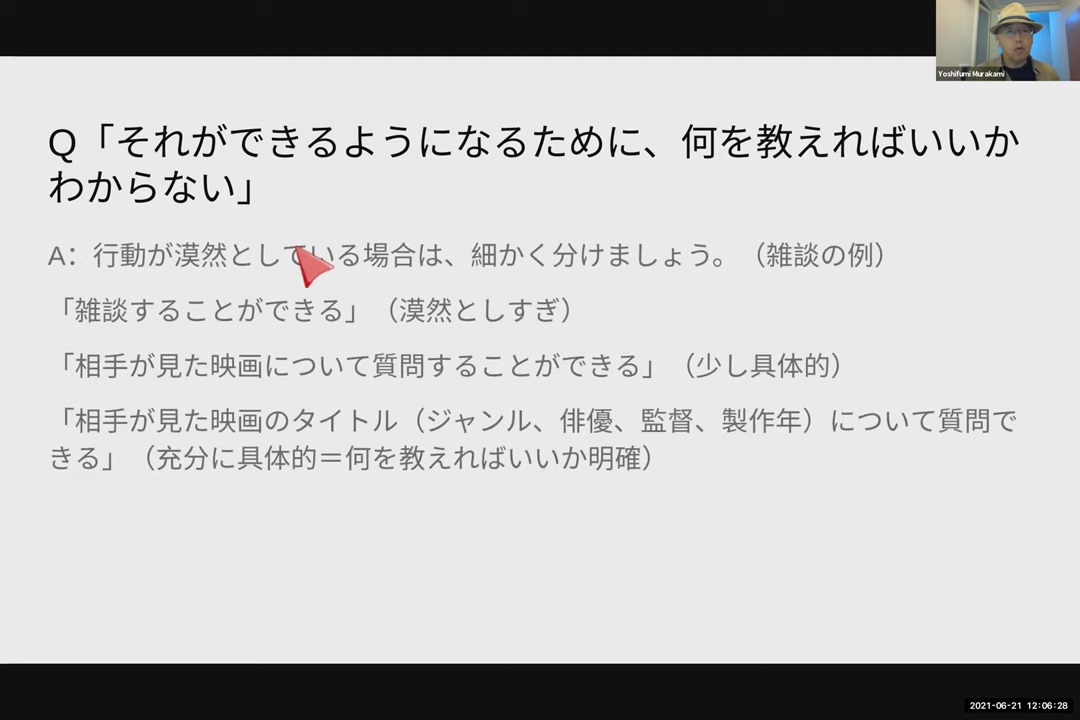 Yoshifumi Murakami
Q「それができるようになるために、何を教えればいいか
わからない」
A：行動が漠然としている場合は、細かく分けましょう。（雑談の例）
「雑談することができる」（漠然としすぎ）
「相手が見た映画について質問することができる」（少し具体的）
「相手が見た映画のタイトル（ジャンル、俳優、監督、製作年）について質問で
きる」（充分に具体的＝何を教えればいいか明確）
2021-06-21 12:06:28